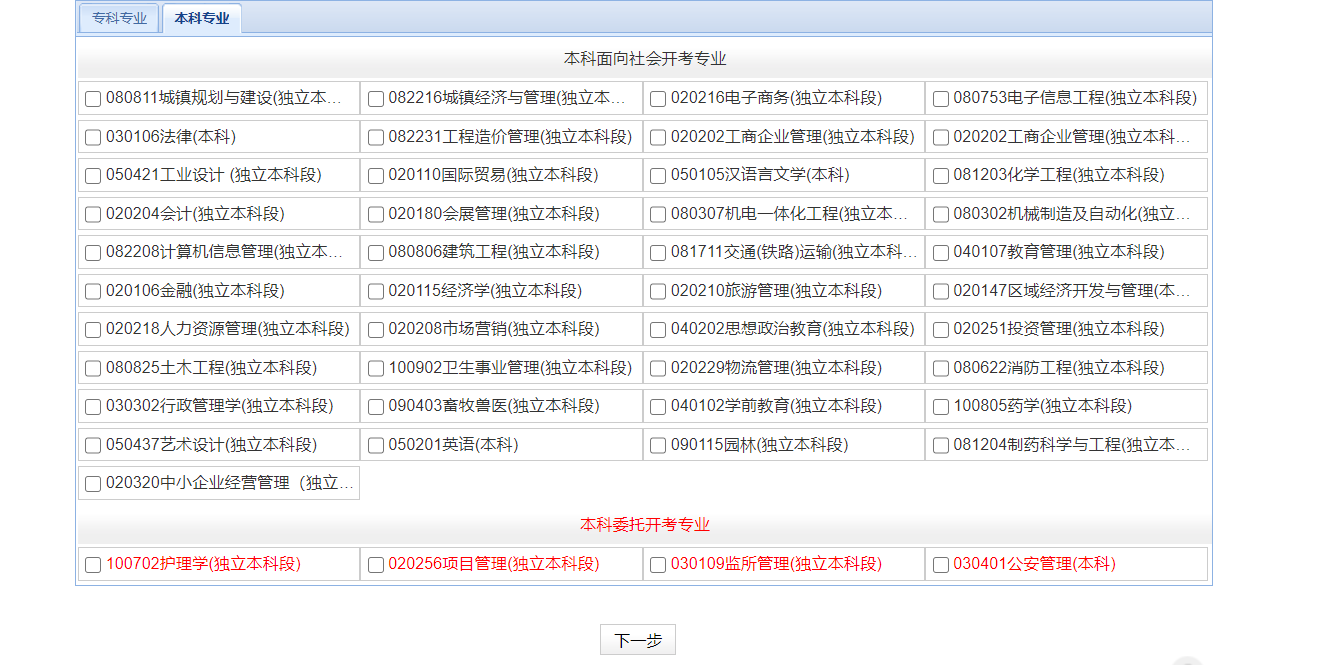 专科专业 本科专业
本科面向社会开考专业
080811城镇规划与建设(独立本… 082216城镇经济与管理(独立本… 020216电子商务(独立本科段) 080753电子信息工程(独立本科段)
030106法律(本科) 082231工程造价管理(独立本科段) 020202工商企业管理(独立本科段) 020202工商企业管理(独立本科…
050421工业设计 (独立本科段) 020110国际贸易(独立本科段) 050105汉语言文学(本科) 081203化学工程(独立本科段)
020204会计(独立本科段) 020180会展管理(独立本科段) 080307机电一体化工程(独立本… 080302机械制造及自动化(独立…
082208计算机信息管理(独立本… 080806建筑工程(独立本科段) 081711交通(铁路)运输(独立本科… 040107教育管理(独立本科段)
020106金融(独立本科段) 020115经济学(独立本科段) 020210旅游管理(独立本科段) 020147区域经济开发与管理(本…
020218人力资源管理(独立本科段) 020208市场营销(独立本科段) 040202思想政治教育(独立本科段) 020251投资管理(独立本科段)
080825土木工程(独立本科段) 100902卫生事业管理(独立本科段) 020229物流管理(独立本科段) 080622消防工程(独立本科段)
030302行政管理学(独立本科段) 090403畜牧兽医(独立本科段) 040102学前教育(独立本科段) 100805药学(独立本科段)
050437艺术设计(独立本科段) 050201英语(本科) 090115园林(独立本科段) 081204制药科学与工程(独立本…
020320中小企业经营管理（独立…
本科委托开考专业
100702护理学(独立本科段) 020256项目管理(独立本科段) 030109监所管理(独立本科段) 030401公安管理(本科)
下一步